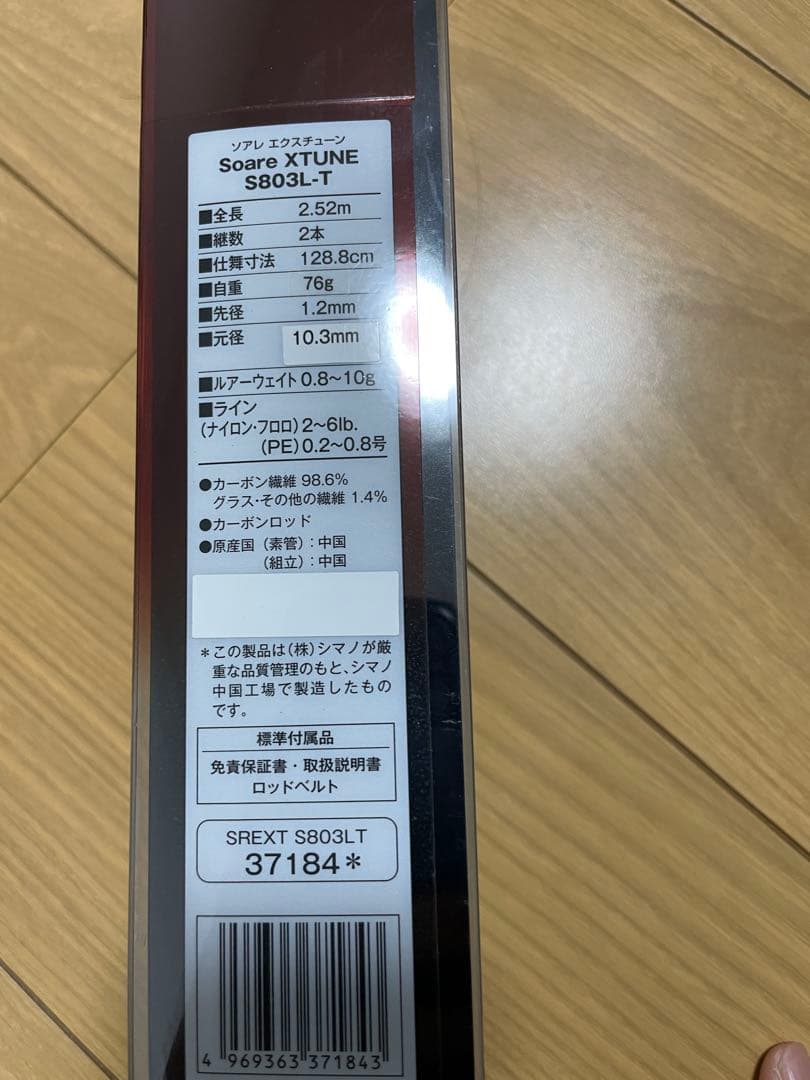 ソアレ エクスチューン
Soare XTUNE
S803L-T
■全長 2.52m
■継数 2本
■仕舞寸法 128.8cm
■自重 76g
■先径 1.2mm
■元径 10.3mm
■ルアーウェイト 0.8～10g
■ライン
(ナイロン・フロロ) 2～6lb.
(PE) 0.2～0.8号
●カーボン繊維 98.6%
グラス・その他の繊維 1.4%
●カーボンロッド
●原産国 (素管) : 中国
(組立) : 中国
＊この製品は(株)シマノが厳
重な品質管理のもと、シマノ
中国工場で製造したもの
です。
標準付属品
免責保証書・取扱説明書
ロッドベルト
SREXT S803LT
37184＊
4 969363 371843